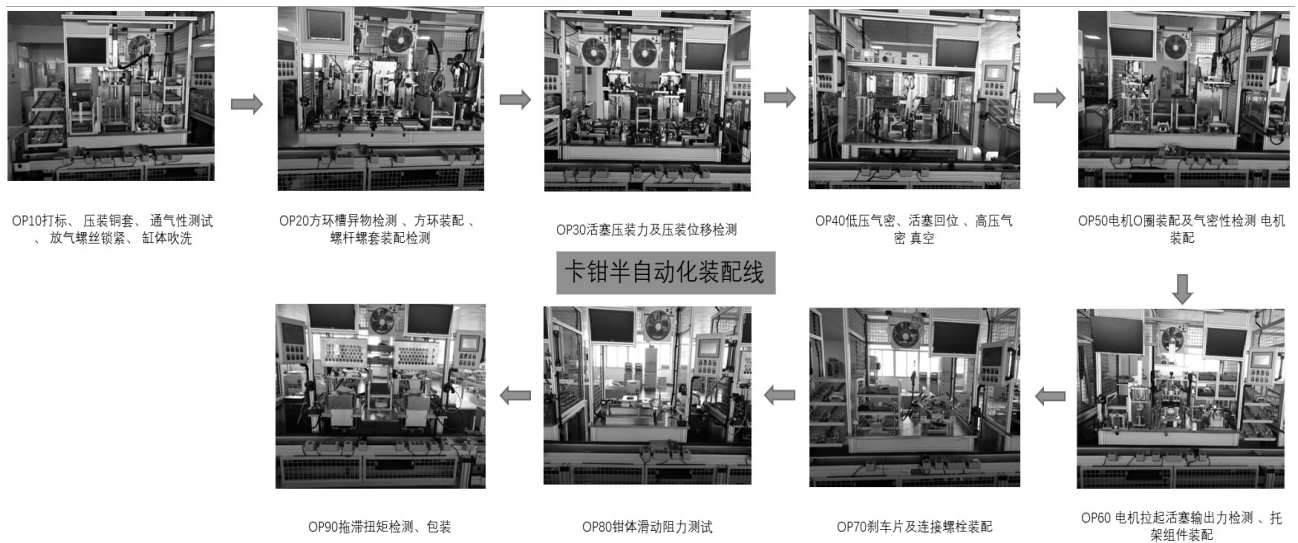 OP10打标、 压装铜套、 通气性测试
、 放气螺丝锁紧、 缸体吹洗
OP20方环槽异物检测 、方环装配 、
螺杆螺套装配检测
OP30活塞压装力及压装位移检测
OP40低压气密、活塞回位 、高压气
密 真空
OP50电机O圈装配及气密性检测 电机
装配
卡钳半自动化装配线
OP90拖滞扭矩检测、包装
OP80钳体滑动阻力测试
OP70刹车片及连接螺栓装配
OP60 电机拉起活塞输出力检测 、托
架组件装配